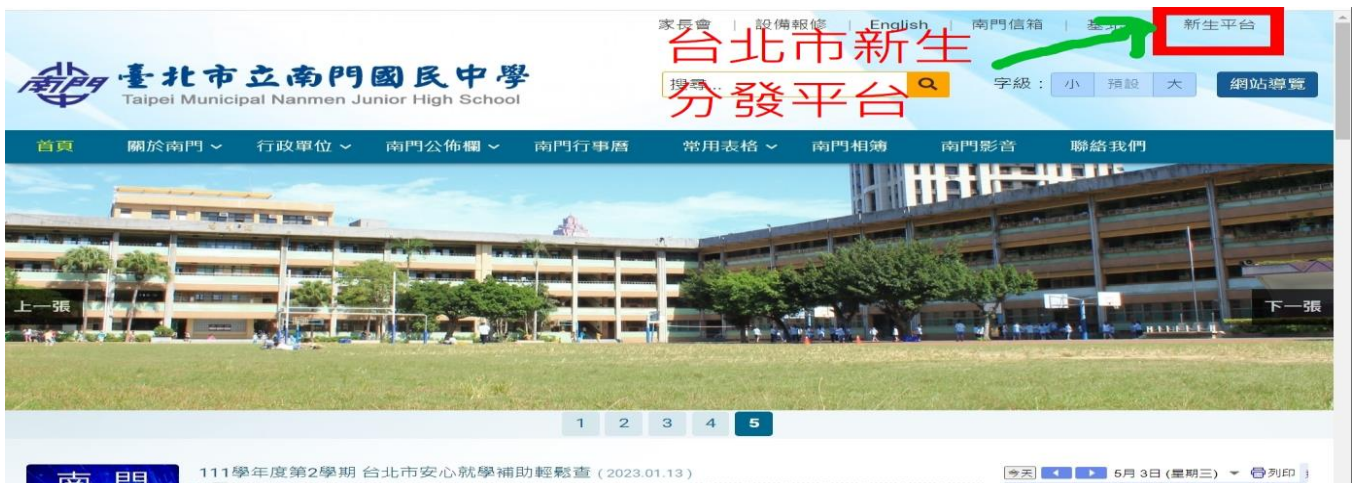 家長會 | 設備報修 | English | 南門信箱 | 新生平台
台北市新生
分發平台
南門 臺北市立南門國民中學
Taipei Municipal Nanmen Junior High School
搜尋...
字級： 小 預設 大 網站導覽
首頁 關於南門 行政單位 南門公佈欄 南門行事曆 常用表格 南門相簿 南門影音 聯絡我們
上一張 下一張
1 2 3 4 5
南門
111學年度第2學期 台北市安心就學補助輕鬆查 ( 2023.01.13 )
今天 5月 3日 (星期三) 列印